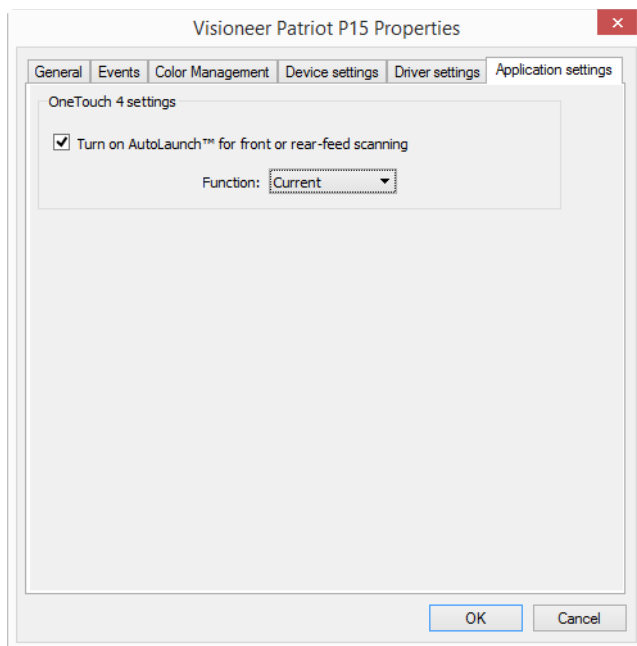 Visioneer Patriot P15 Properties
General Events Color Management Device settings Driver settings Application settings
OneTouch 4 settings
Turn on AutoLaunch™ for front or rear-feed scanning
Function: Current
OK Cancel